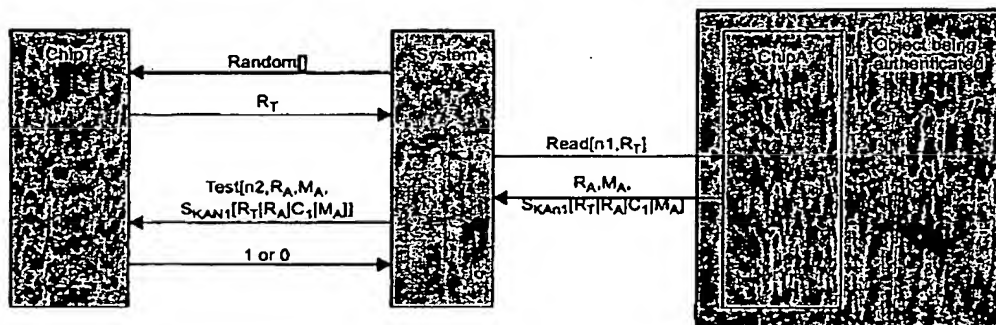 ChipT
System
ChipA
Object being
authenticated
Random[]
R_T
Read[n1,R_T]
R_A,M_A,
S_KAn1[R_T|R_A|C_1|M_A]
Test[n2,R_A,M_A,
S_KAN1[R_T|R_A|C_1|M_A]]
1 or 0